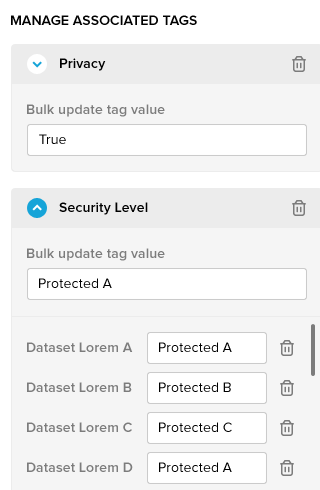 MANAGE ASSOCIATED TAGS
Privacy
Bulk update tag value
True
Security Level
Bulk update tag value
Protected A
Dataset Lorem A Protected A
Dataset Lorem B Protected B
Dataset Lorem C Protected C
Dataset Lorem D Protected A